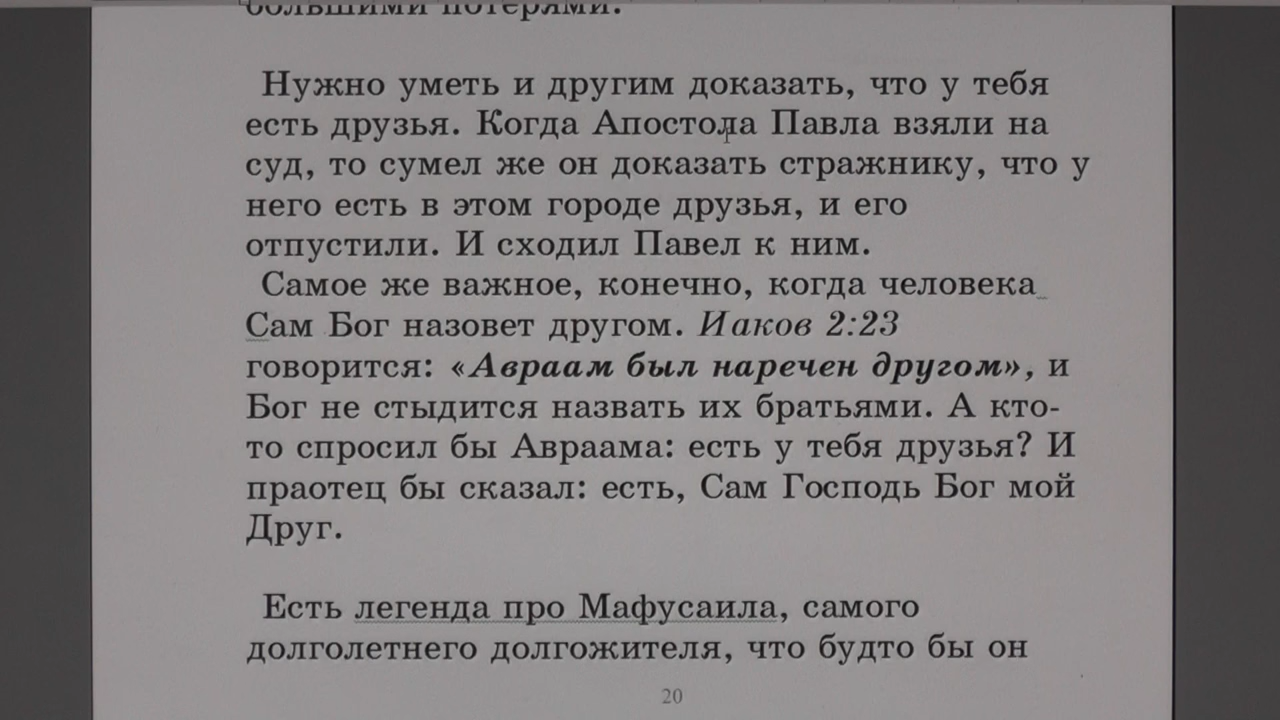 большими потерями.
Нужно уметь и другим доказать, что у тебя
есть друзья. Когда Апостола Павла взяли на
суд, то сумел же он доказать стражнику, что у
него есть в этом городе друзья, и его
отпустили. И сходил Павел к ним.
Самое же важное, конечно, когда человека
Сам Бог назовет другом. Иаков 2:23
говорится: «Авраам был наречен другом», и
Бог не стыдится назвать их братьями. А кто-
то спросил бы Авраама: есть у тебя друзья? И
праотец бы сказал: есть, Сам Господь Бог мой
Друг.
Есть легенда про Мафусаила, самого
долголетнего долгожителя, что будто бы он
20